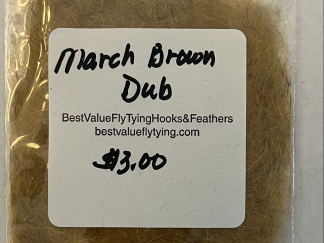 March Brown
Dub
BestValueFlyTyingHooks&Feathers
bestvalueflytying.com
$3.00